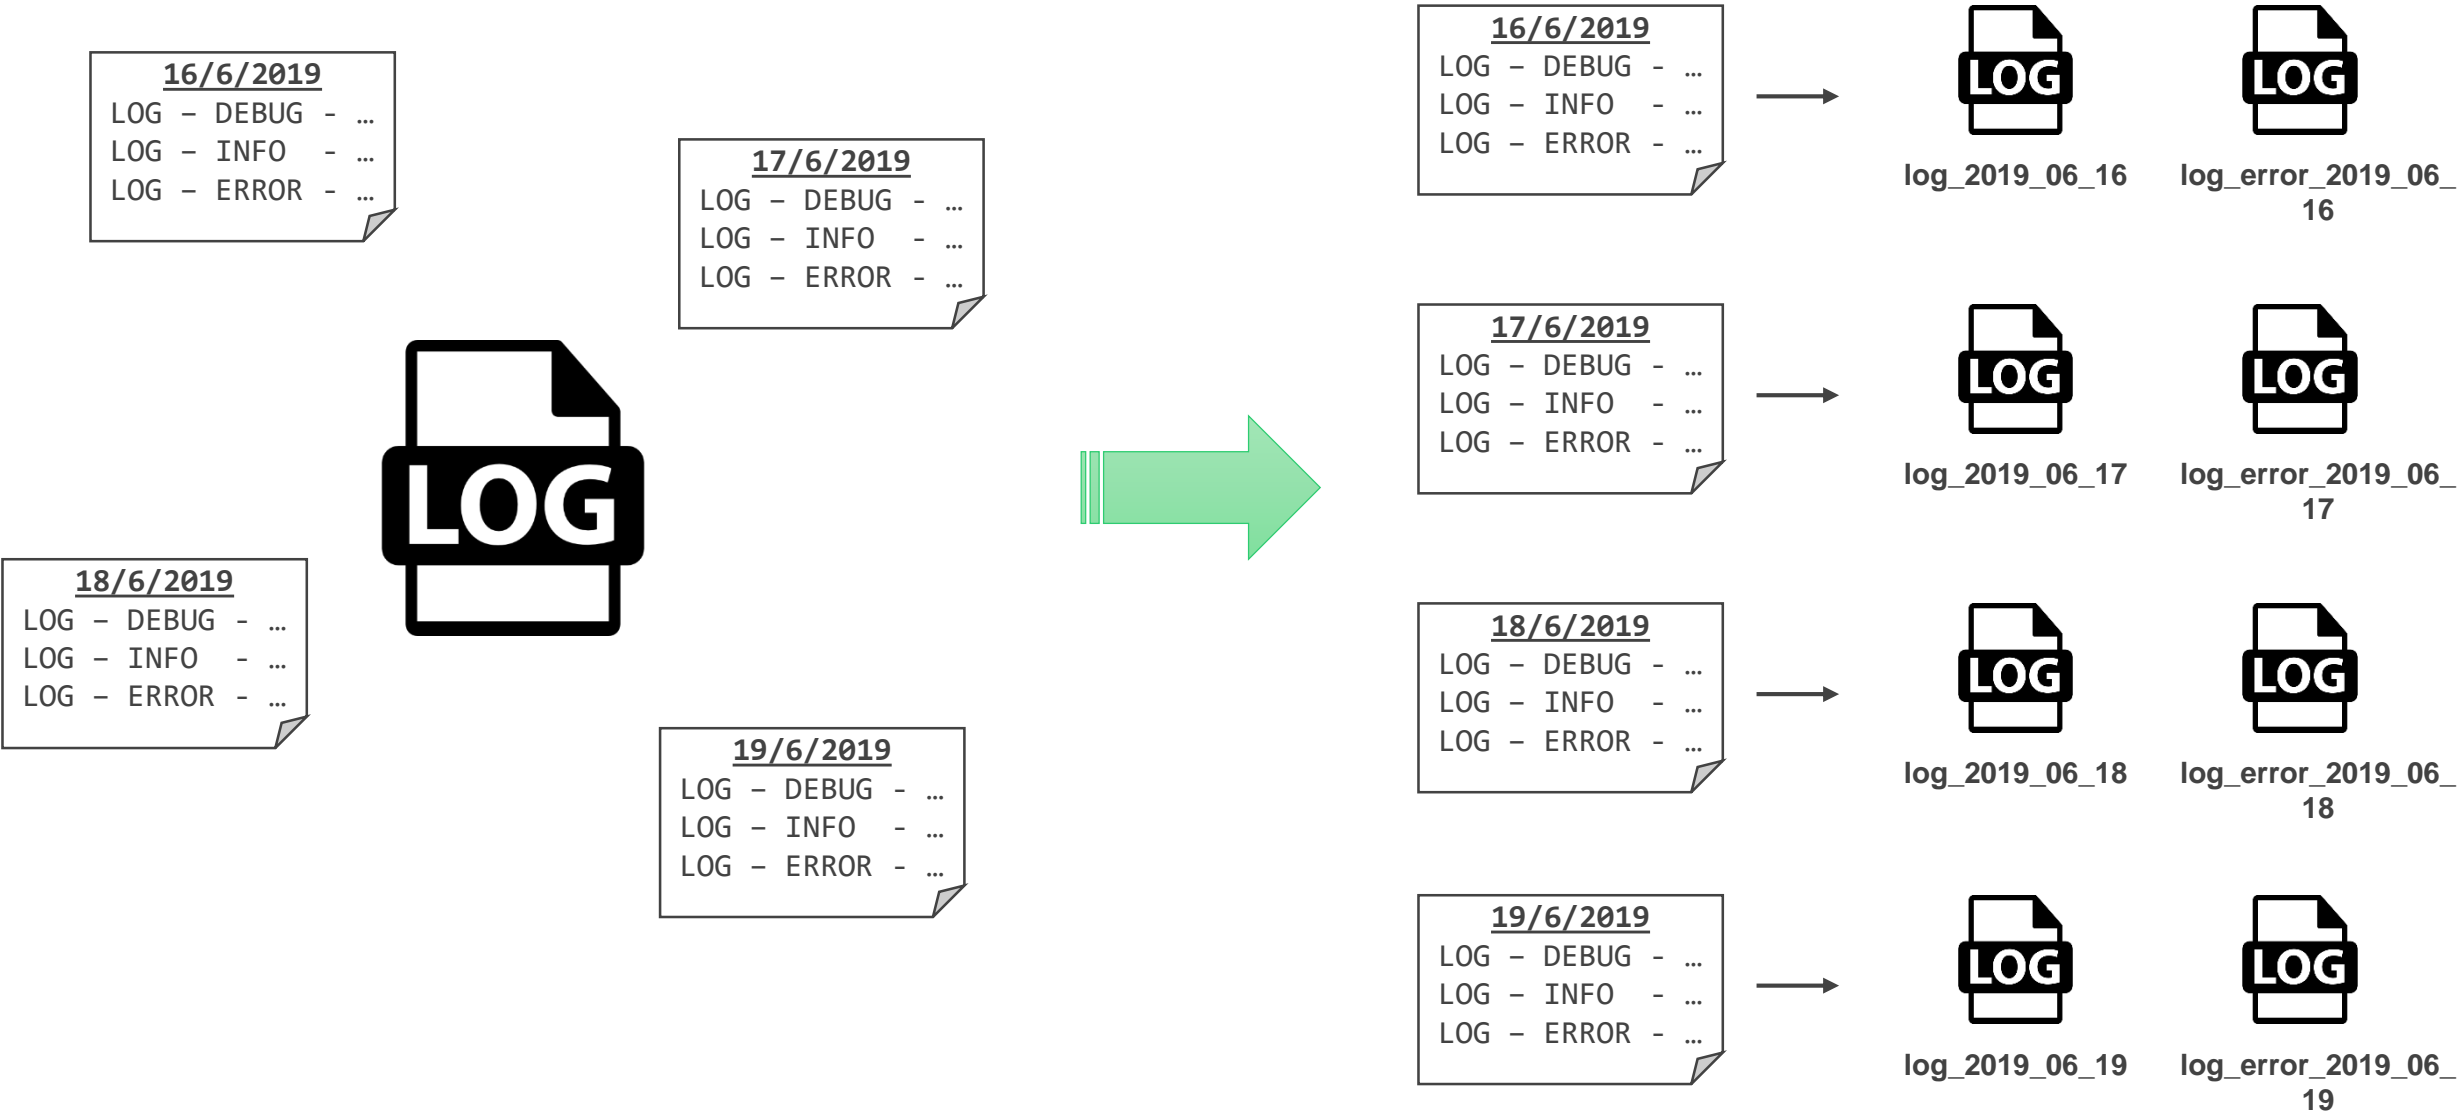 16/6/2019
LOG – DEBUG - …
LOG – INFO - …
LOG – ERROR - …
17/6/2019
LOG – DEBUG - …
LOG – INFO - …
LOG – ERROR - …
LOG
18/6/2019
LOG – DEBUG - …
LOG – INFO - …
LOG – ERROR - …
19/6/2019
LOG – DEBUG - …
LOG – INFO - …
LOG – ERROR - …
16/6/2019
LOG – DEBUG - …
LOG – INFO - …
LOG – ERROR - …
LOG
log_2019_06_16
LOG
log_error_2019_06_
16
17/6/2019
LOG – DEBUG - …
LOG – INFO - …
LOG – ERROR - …
LOG
log_2019_06_17
LOG
log_error_2019_06_
17
18/6/2019
LOG – DEBUG - …
LOG – INFO - …
LOG – ERROR - …
LOG
log_2019_06_18
LOG
log_error_2019_06_
18
19/6/2019
LOG – DEBUG - …
LOG – INFO - …
LOG – ERROR - …
LOG
log_2019_06_19
LOG
log_error_2019_06_
19